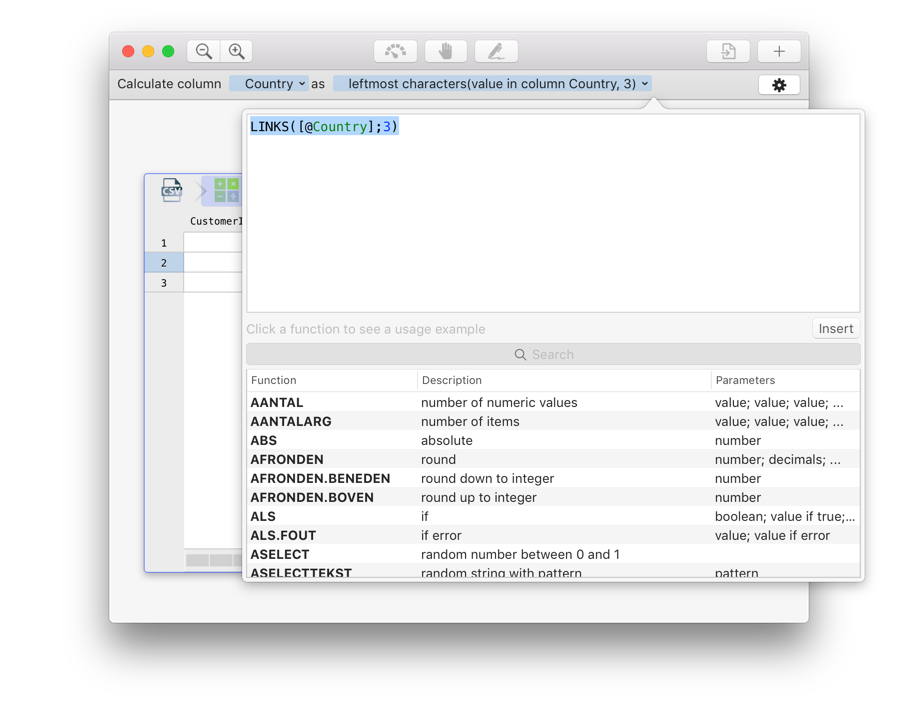 Calculate column Country as leftmost characters(value in column Country, 3)
LINKS([@Country];3)
CSV
1
2
3
Click a function to see a usage example Insert
Search
Function Description Parameters
AANTAL number of numeric values value; value; value; ...
AANTALARG number of items value; value; value; ...
ABS absolute number
AFRONDEN round number; decimals; ...
AFRONDEN.BENEDEN round down to integer number
AFRONDEN.BOVEN round up to integer number
ALS if boolean; value if true;...
ALS.FOUT if error value; value if error
ASELECT random number between 0 and 1
ASELECTTEKST random string with pattern pattern